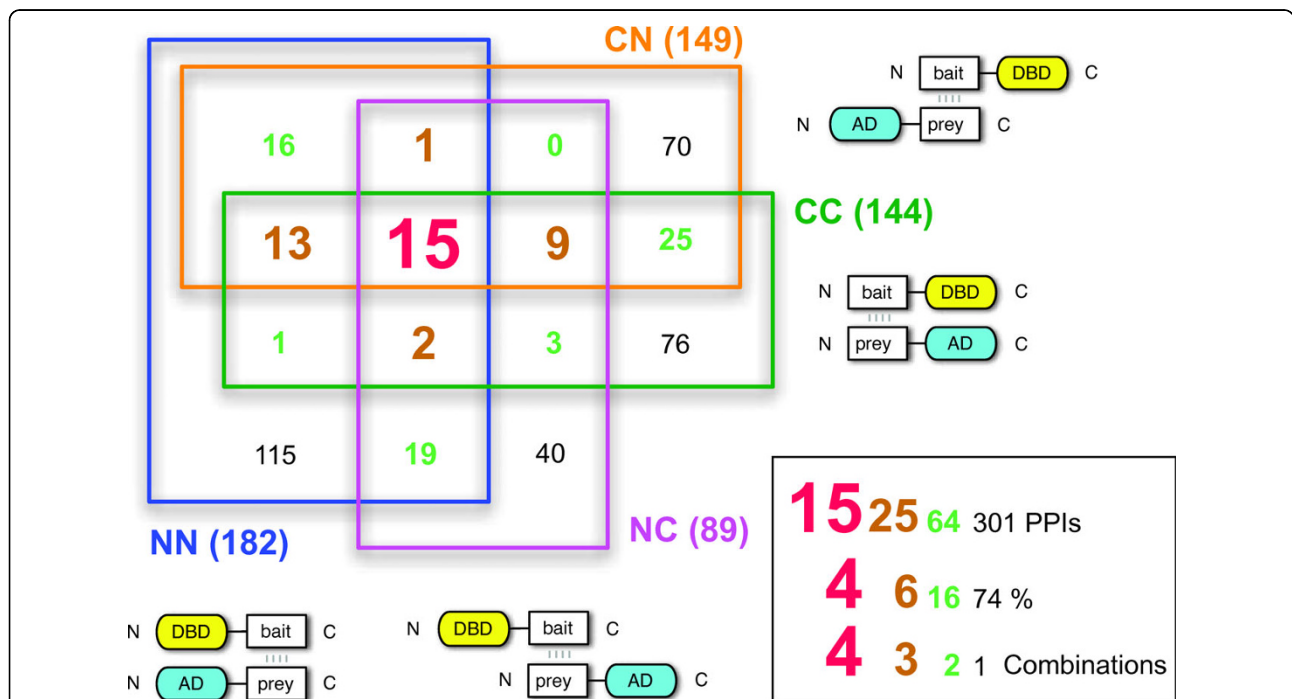 CN (149)
N bait DBD C
N AD prey C
16 1 0 70
CC (144)
13 15 9 25
N bait DBD C
N prey AD C
1 2 3 76
115 19 40
NN (182)
NC (89)
15 25 64 301 PPIs
4 6 16 74 %
4 3 2 1 Combinations
N DBD bait C
N AD prey C
N DBD bait C
N prey AD C